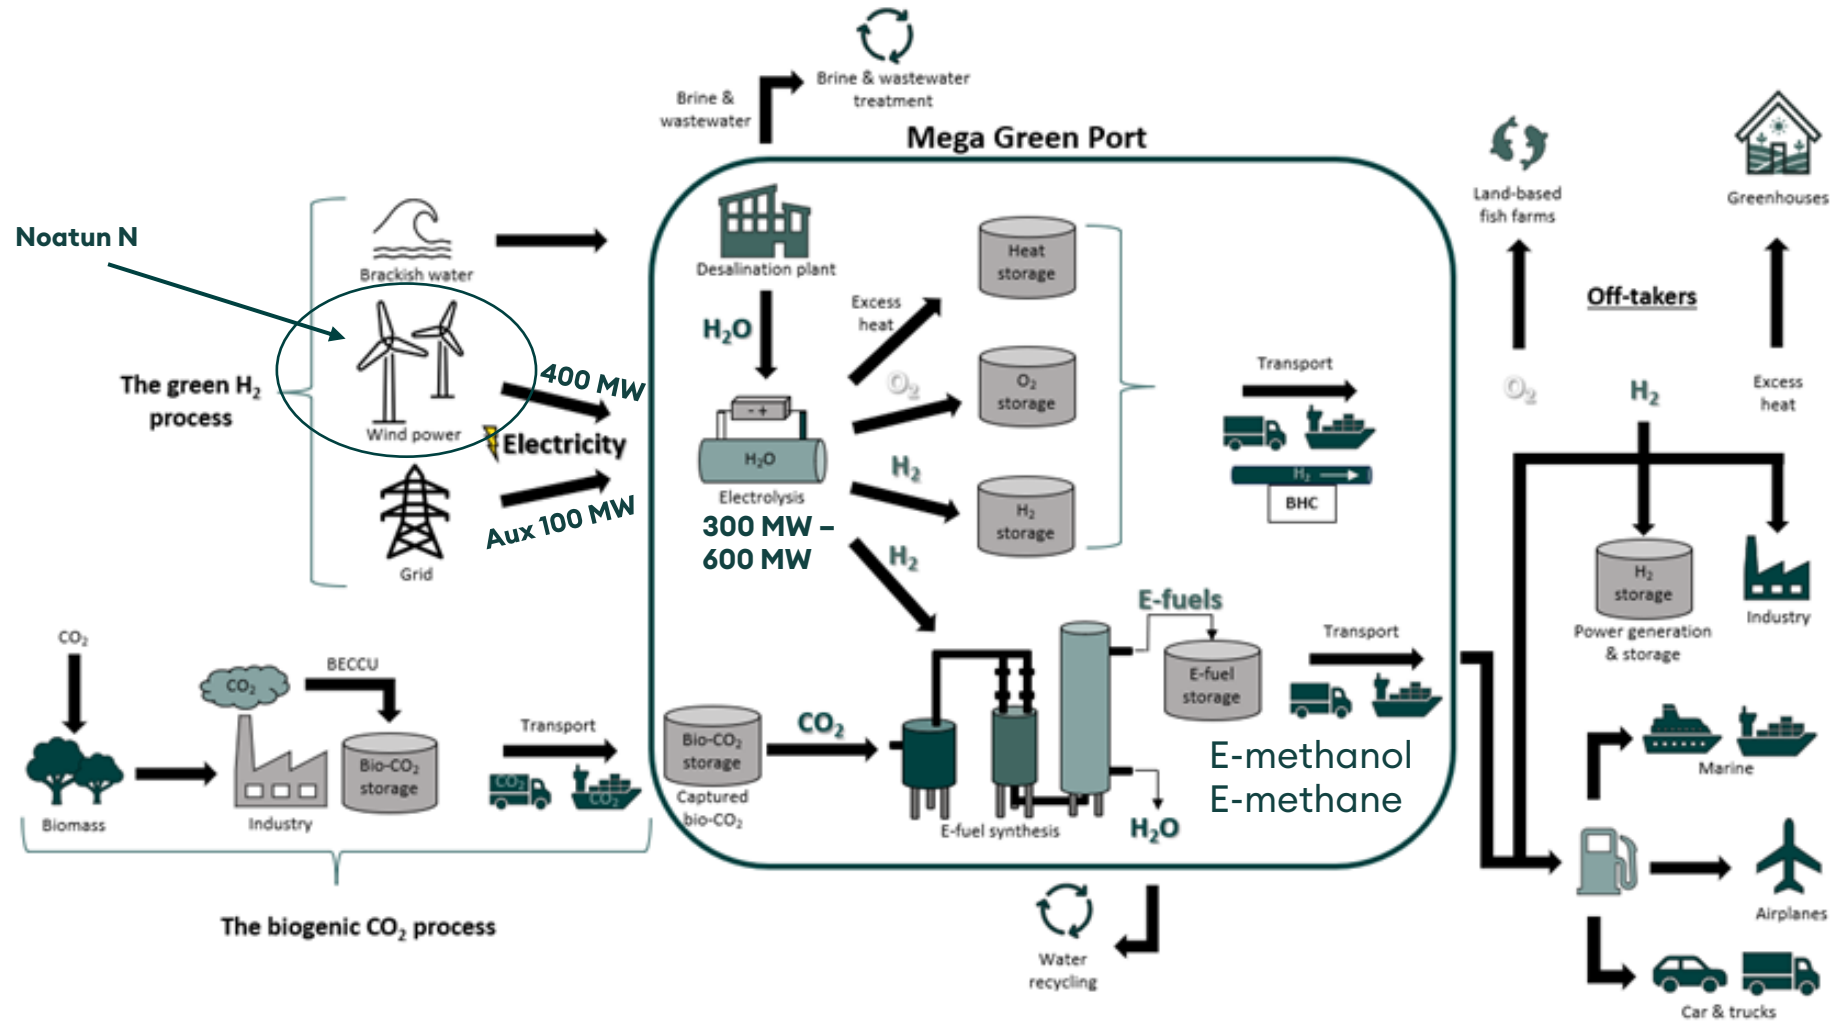 Brine & wastewater
treatment
Brine &
wastewater
Mega Green Port
Noatun N
Brackish water
Wind power
The green H₂
process
400 MW
Electricity
Aux 100 MW
Grid
Desalination plant
H₂O
- +
H₂O
Electrolysis
300 MW –
600 MW
Excess
heat
O₂
H₂
H₂
Heat
storage
O₂
storage
H₂
storage
Transport
H₂
BHC
Land-based
fish farms
Greenhouses
Off-takers
O₂
H₂
Excess
heat
H₂
storage
Power generation
& storage
Industry
CO₂
Biomass
CO₂
BECCU
Industry
Bio-CO₂
storage
Transport
CO₂
CO₂
The biogenic CO₂ process
Bio-CO₂
storage
Captured
bio-CO₂
CO₂
E-fuel synthesis
E-fuels
E-fuel
storage
H₂O
Transport
E-methanol
E-methane
Water
recycling
Marine
Airplanes
Car & trucks